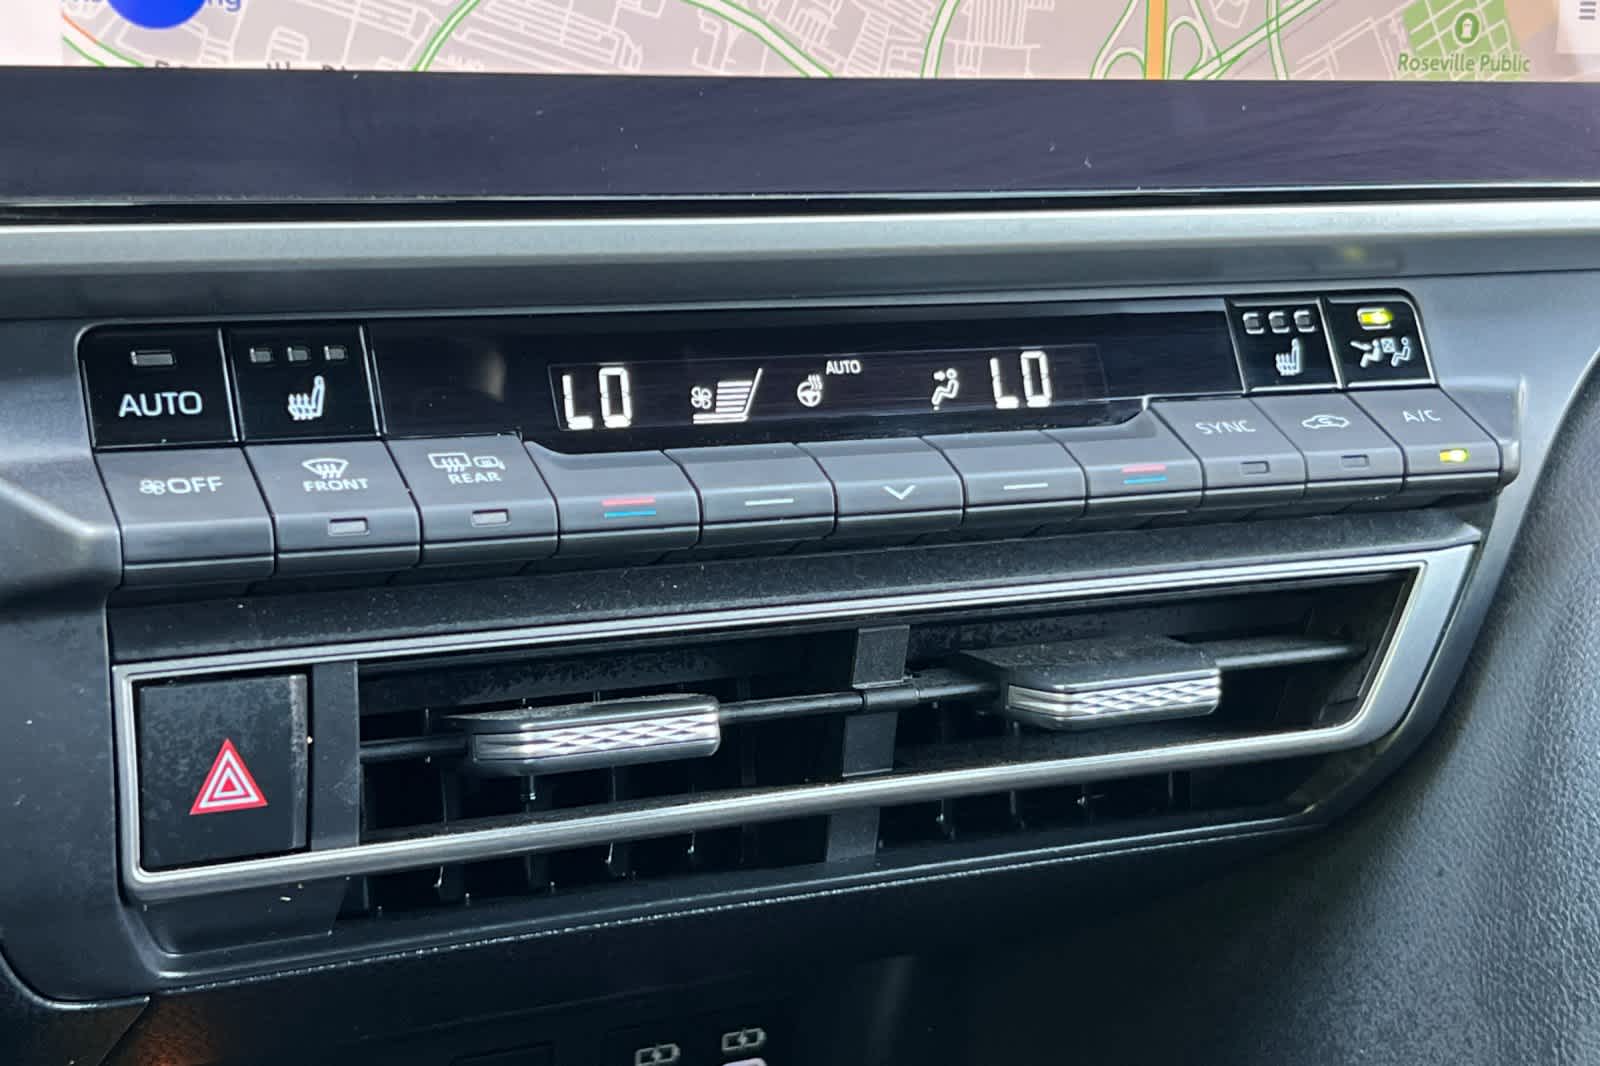 Roseville Public
LO
AUTO
LO
AUTO
OFF
FRONT
REAR
SYNC
A/C